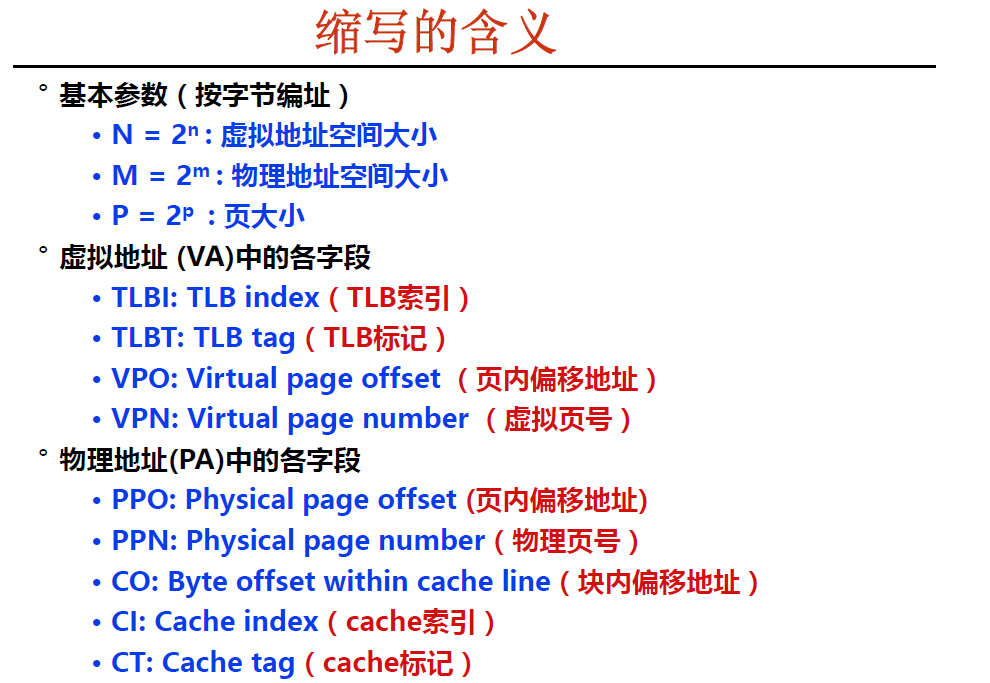 缩写的含义
° 基本参数（按字节编址）
• N = 2ⁿ : 虚拟地址空间大小
• M = 2ᵐ : 物理地址空间大小
• P = 2ᵖ : 页大小
° 虚拟地址 (VA)中的各字段
• TLBI: TLB index（TLB索引）
• TLBT: TLB tag（TLB标记）
• VPO: Virtual page offset （页内偏移地址）
• VPN: Virtual page number （虚拟页号）
° 物理地址(PA)中的各字段
• PPO: Physical page offset (页内偏移地址)
• PPN: Physical page number（物理页号）
• CO: Byte offset within cache line（块内偏移地址）
• CI: Cache index（cache索引）
• CT: Cache tag（cache标记）